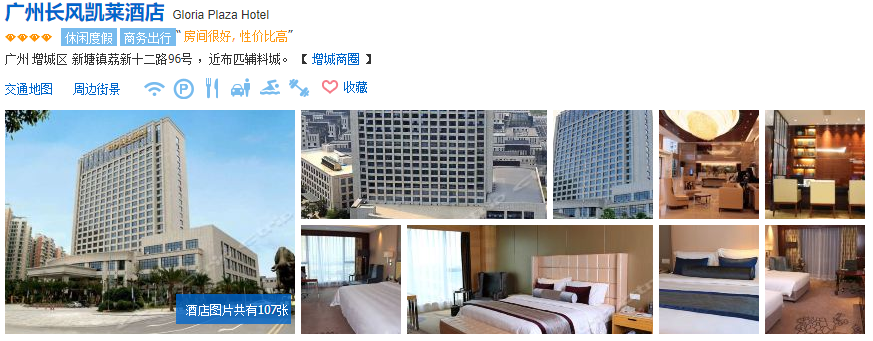 广州长风凯莱酒店 Gloria Plaza Hotel
休闲度假 商务出行 “ 房间很好, 性价比高”
广州 增城区 新塘镇荔新十二路96号 ，近布匹辅料城。【 增城商圈 】
交通地图 周边街景 P 收藏
酒店图片共有107张